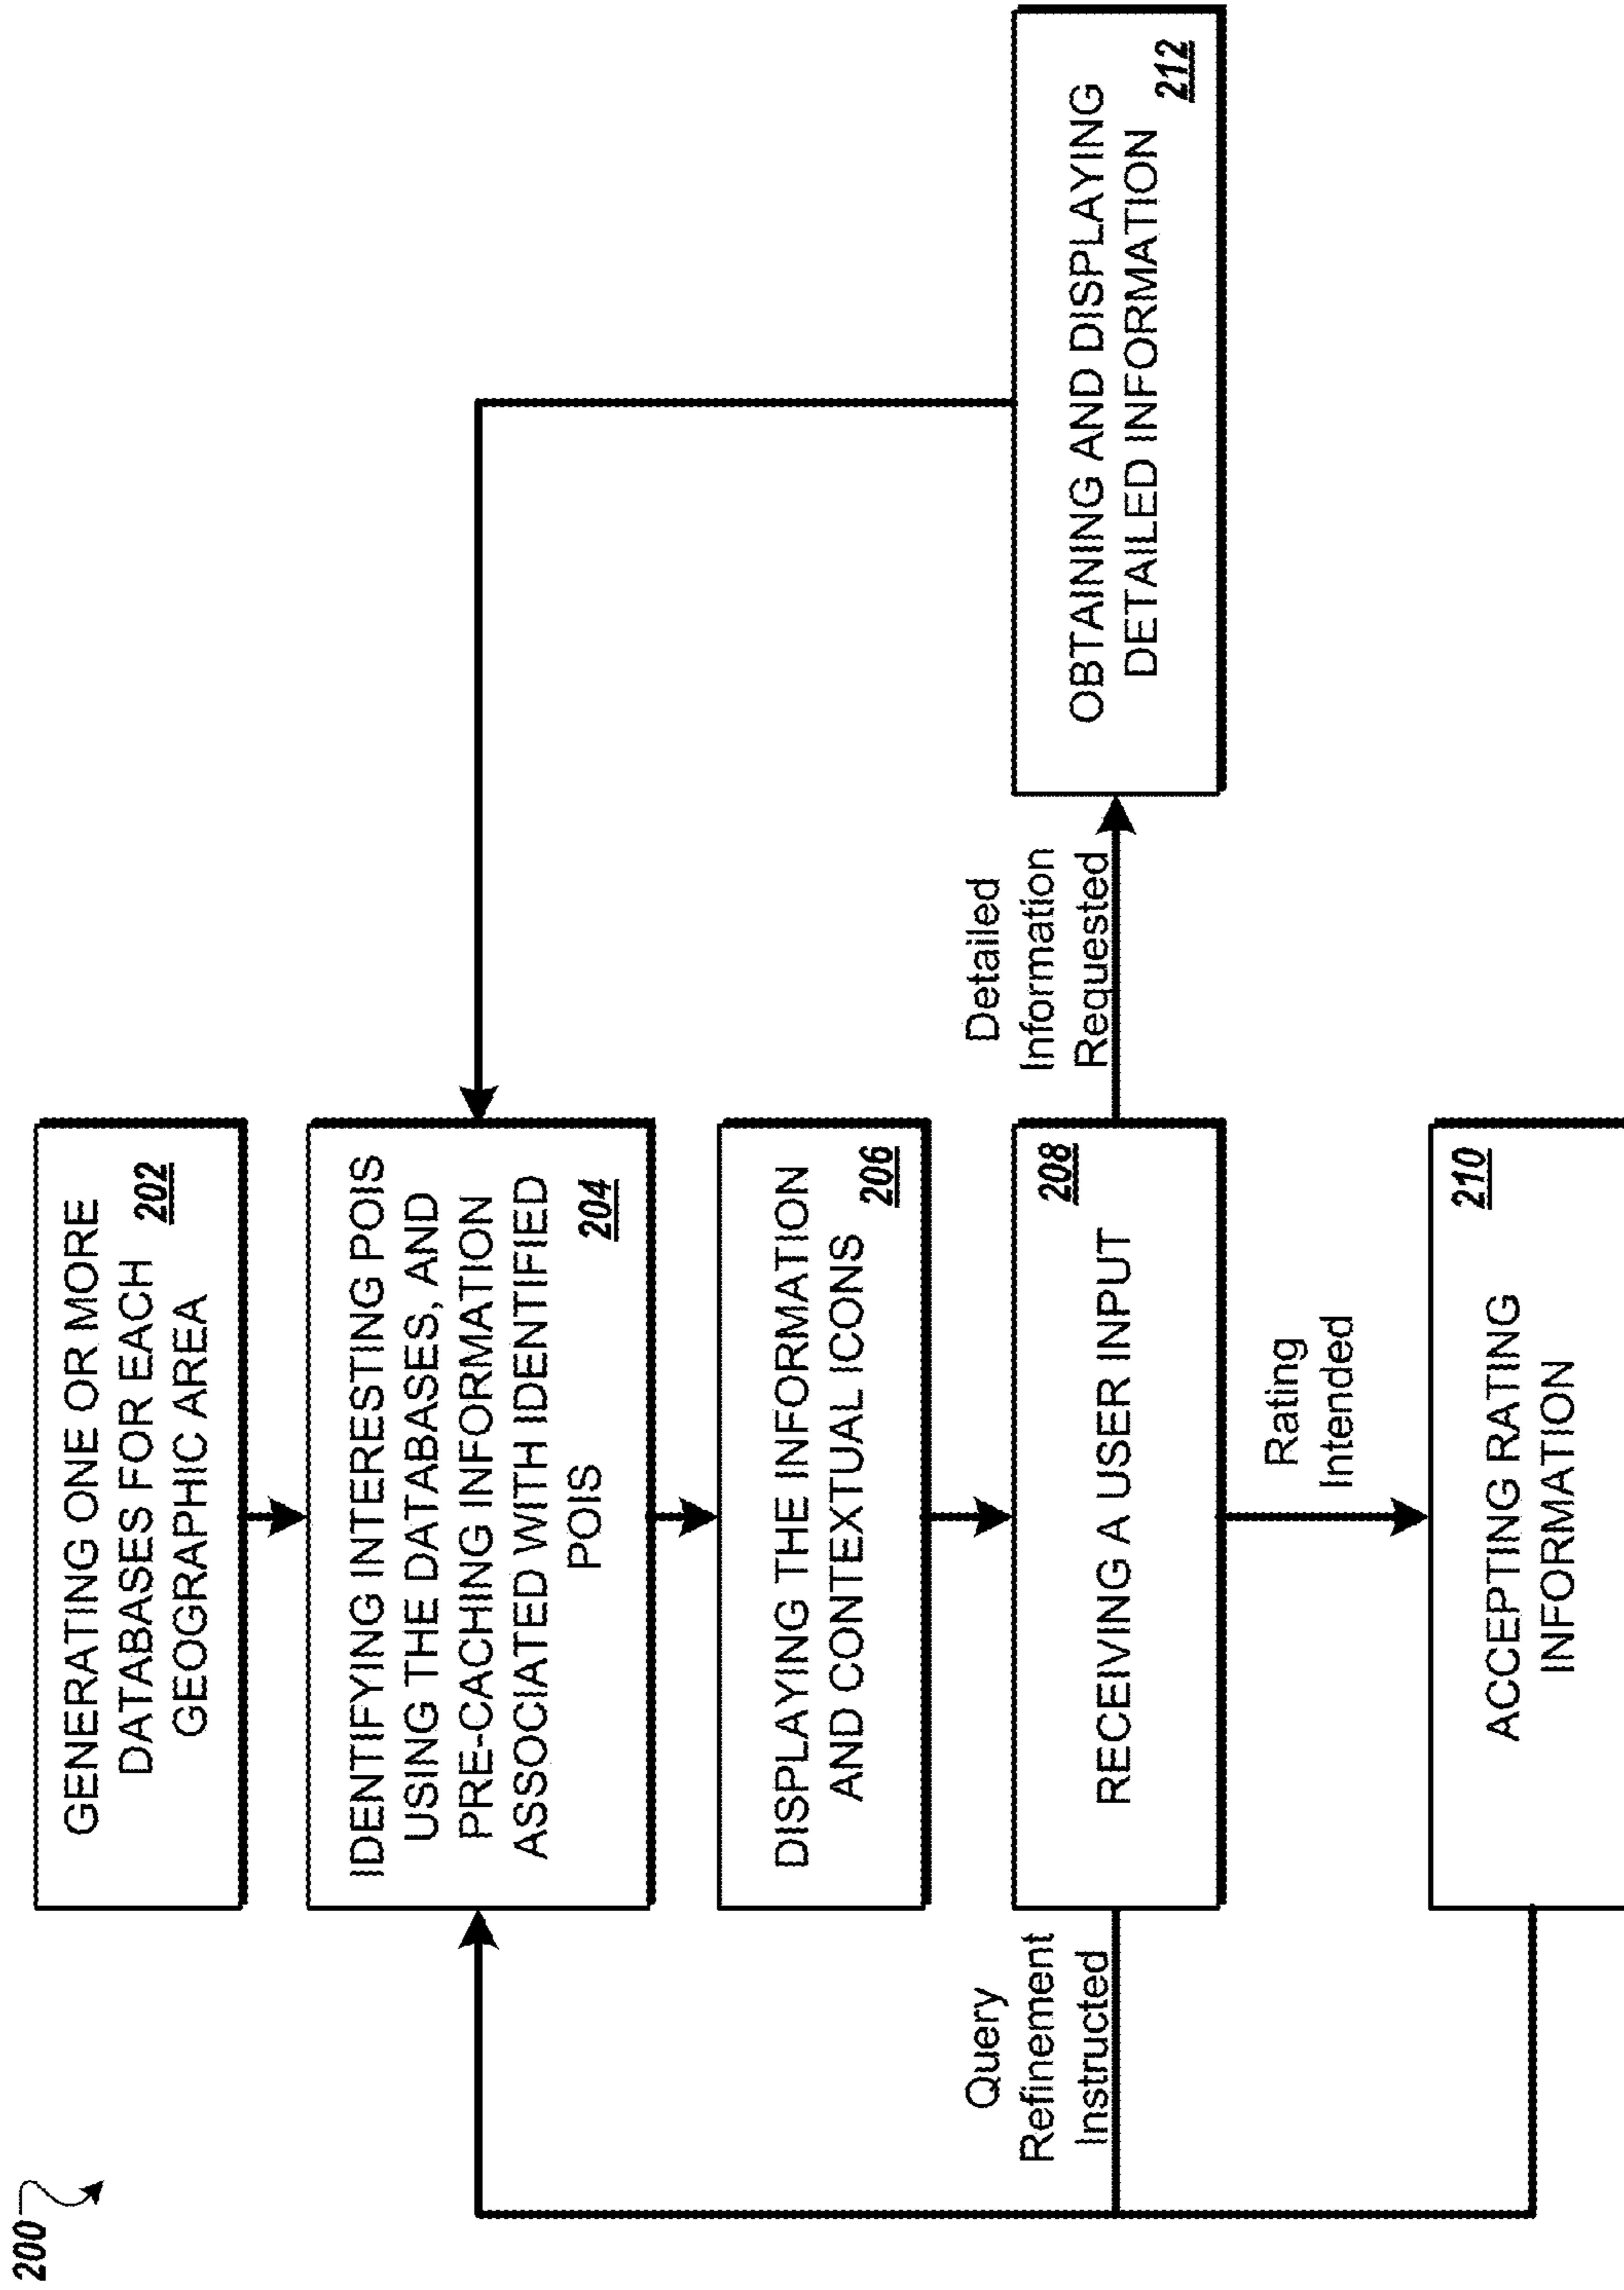 200
GENERATING ONE OR MORE
DATABASES FOR EACH
GEOGRAPHIC AREA
202
IDENTIFYING INTERESTING POIS
USING THE DATABASES, AND
PRE-CACHING INFORMATION
ASSOCIATED WITH IDENTIFIED
POIS
204
DISPLAYING THE INFORMATION
AND CONTEXTUAL ICONS
206
RECEIVING A USER INPUT
208
Query
Refinement
Instructed
Detailed
Information
Requested
OBTAINING AND DISPLAYING
DETAILED INFORMATION
212
Rating
Intended
ACCEPTING RATING
INFORMATION
210